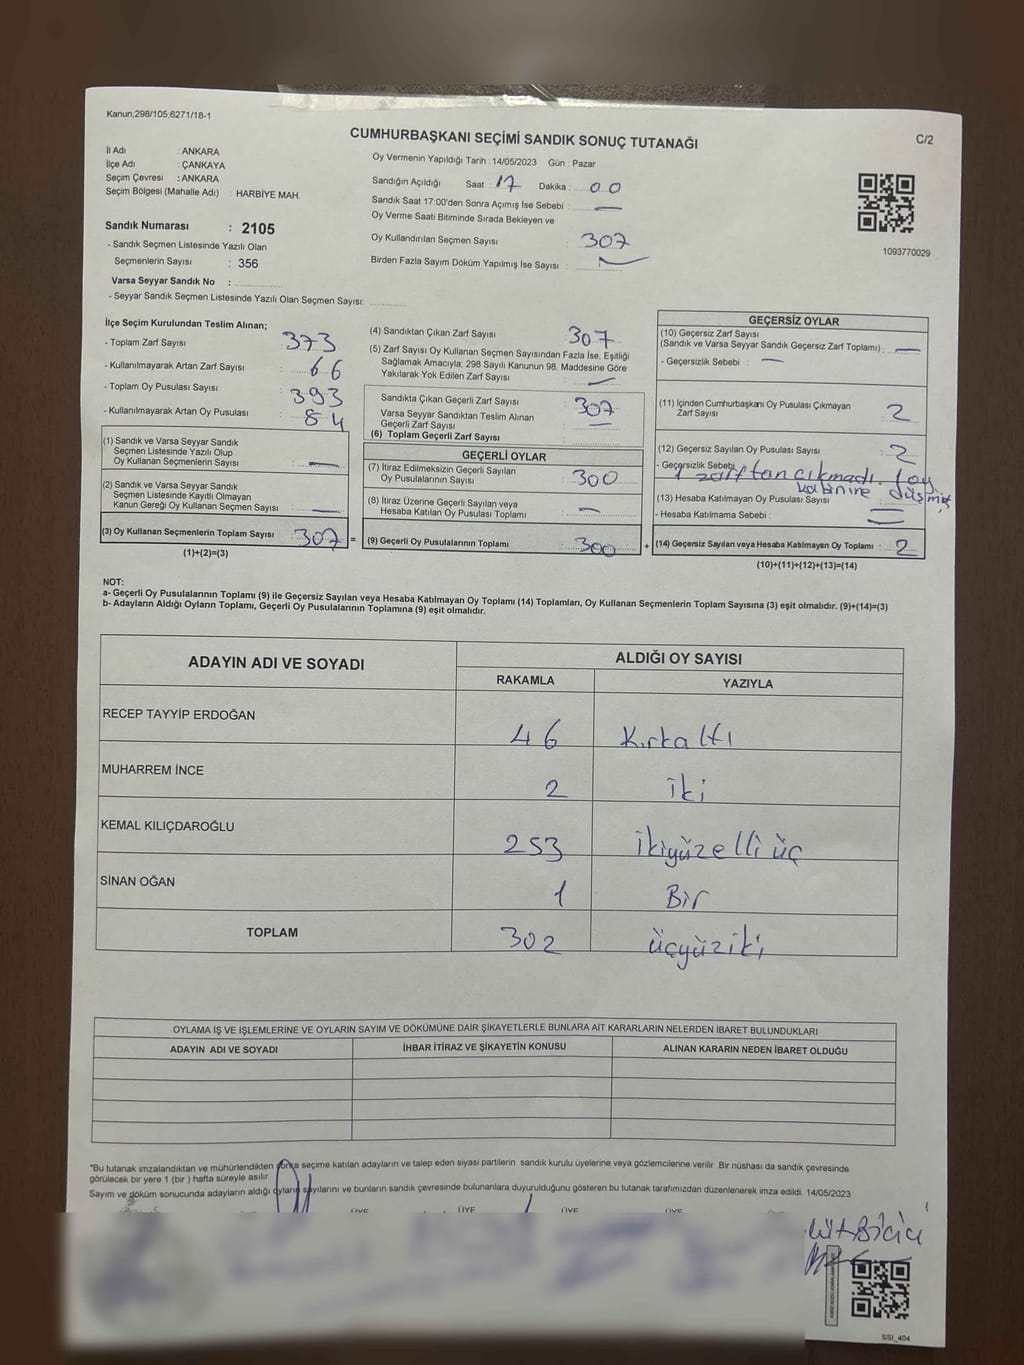 Kanun;298/105;6271/18-1
CUMHURBAŞKANI SEÇİMİ SANDIK SONUÇ TUTANAĞI
C/2
İl Adı : ANKARA
İlçe Adı : ÇANKAYA
Seçim Çevresi : ANKARA
Seçim Bölgesi (Mahalle Adı) : HARBİYE MAH.
Oy Vermenin Yapıldığı Tarih : 14/05/2023 Gün : Pazar
Sandığın Açıldığı Saat 17 Dakika : 00
Sandık Saat 17:00'den Sonra Açımış İse Sebebi : —
Oy Verme Saati Bitiminde Sırada Bekleyen ve
Oy Kullandırılan Seçmen Sayısı : 307
Birden Fazla Sayım Döküm Yapılmış İse Sayısı :
1093770029
Sandık Numarası : 2105
- Sandık Seçmen Listesinde Yazılı Olan
Seçmenlerin Sayısı : 356
Varsa Seyyar Sandık No :
- Seyyar Sandık Seçmen Listesinde Yazılı Olan Seçmen Sayısı:
İlçe Seçim Kurulundan Teslim Alınan;
- Toplam Zarf Sayısı : 373
- Kullanılmayarak Artan Zarf Sayısı : 66
- Toplam Oy Pusulası Sayısı : 393
- Kullanılmayarak Artan Oy Pusulası : 84
(1) Sandık ve Varsa Seyyar Sandık
Seçmen Listesinde Yazılı Olup
Oy Kullanan Seçmenlerin Sayısı : —
(2) Sandık ve Varsa Seyyar Sandık
Seçmen Listesinde Kayıtlı Olmayan
Kanun Gereği Oy Kullanan Seçmen Sayısı : —
(3) Oy Kullanan Seçmenlerin Toplam Sayısı : 307 =
(1)+(2)=(3)
(4) Sandıktan Çıkan Zarf Sayısı 307
(5) Zarf Sayısı Oy Kullanan Seçmen Sayısından Fazla İse, Eşitliği
Sağlamak Amacıyla; 298 Sayılı Kanunun 98. Maddesine Göre
Yakılarak Yok Edilen Zarf Sayısı : —
Sandıkta Çıkan Geçerli Zarf Sayısı : 307
Varsa Seyyar Sandıktan Teslim Alınan
Geçerli Zarf Sayısı : —
(6) Toplam Geçerli Zarf Sayısı :
GEÇERLİ OYLAR
(7) İtiraz Edilmeksizin Geçerli Sayılan
Oy Pusulalarının Sayısı : 300
(8) İtiraz Üzerine Geçerli Sayılan veya
Hesaba Katılan Oy Pusulası Toplamı : —
(9) Geçerli Oy Pusulalarının Toplamı : 300 +
GEÇERSİZ OYLAR
(10) Geçersiz Zarf Sayısı
(Sandık ve Varsa Seyyar Sandık Geçersiz Zarf Toplamı) : —
- Geçersizlik Sebebi : —
(11) İçinden Cumhurbaşkanı Oy Pusulası Çıkmayan
Zarf Sayısı : 2
(12) Geçersiz Sayılan Oy Pusulası Sayısı : 2
- Geçersizlik Sebebi 1 zarftan çıkmadı. 1 oy
kabinine düşmüş
(13) Hesaba Katılmayan Oy Pusulası Sayısı : —
- Hesaba Katılmama Sebebi : —
(14) Geçersiz Sayılan veya Hesaba Katılmayan Oy Toplamı : 2
(10)+(11)+(12)+(13)=(14)
NOT:
a- Geçerli Oy Pusulalarının Toplamı (9) ile Geçersiz Sayılan veya Hesaba Katılmayan Oy Toplamı (14) Toplamları, Oy Kullanan Seçmenlerin Toplam Sayısına (3) eşit olmalıdır. (9)+(14)=(3)
b- Adayların Aldığı Oyların Toplamı, Geçerli Oy Pusulalarının Toplamına (9) eşit olmalıdır.
ADAYIN ADI VE SOYADI
ALDIĞI OY SAYISI
RAKAMLA YAZIYLA
RECEP TAYYİP ERDOĞAN 46 Kırkaltı
MUHARREM İNCE 2 iki
KEMAL KILIÇDAROĞLU 253 ikiyüzelli üç
SİNAN OĞAN 1 Bir
TOPLAM 302 üçyüziki
OYLAMA İŞ VE İŞLEMLERİNE VE OYLARIN SAYIM VE DÖKÜMÜNE DAİR ŞİKAYETLERLE BUNLARA AİT KARARLARIN NELERDEN İBARET BULUNDUKLARI
ADAYIN ADI VE SOYADI İHBAR İTİRAZ VE ŞİKAYETİN KONUSU ALINAN KARARIN NEDEN İBARET OLDUĞU
"Bu tutanak imzalandıktan ve mühürlendikten sonra seçime katılan adayların ve talep eden siyasi partilerin sandık kurulu üyelerine veya gözlemcilerine verilir. Bir nüshası da sandık çevresinde
görülecek bir yere 1 (bir) hafta süreyle asılır.
Sayım ve döküm sonucunda adayların aldığı oyların sayılarını ve bunların sandık çevresinde bulunanlara duyurulduğunu gösteren bu tutanak tarafımızdan düzenlenerek imza edildi. 14/05/2023
ÜYE ÜYE ÜYE ÜYE
SSI_404